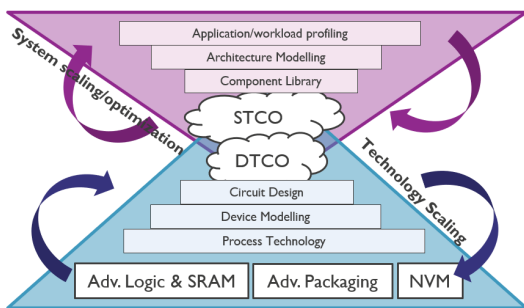 Application/workload profiling
Architecture Modelling
Component Library
System scaling/optimization
STCO
DTCO
Technology Scaling
Circuit Design
Device Modelling
Process Technology
Adv. Logic & SRAM
Adv. Packaging
NVM